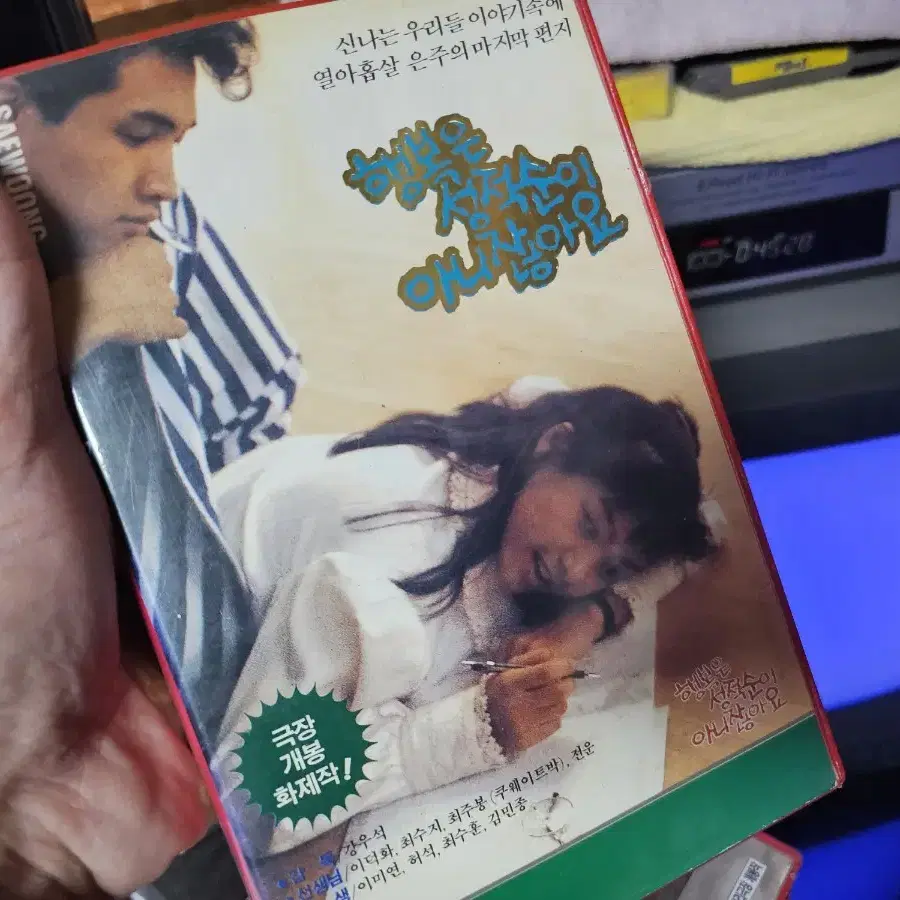 SAEWOONG
신나는 우리들 이야기속에
열아홉살 은주의 마지막 편지
행복은
성적순이
아니잖아요
행복은
성적순이
아니잖아요
극장
개봉
화제작!
감 독/강우석
선생님/이덕화, 최수지, 최주봉(쿠웨이트박), 전운
생/이미연, 허석, 최수훈, 김민종,